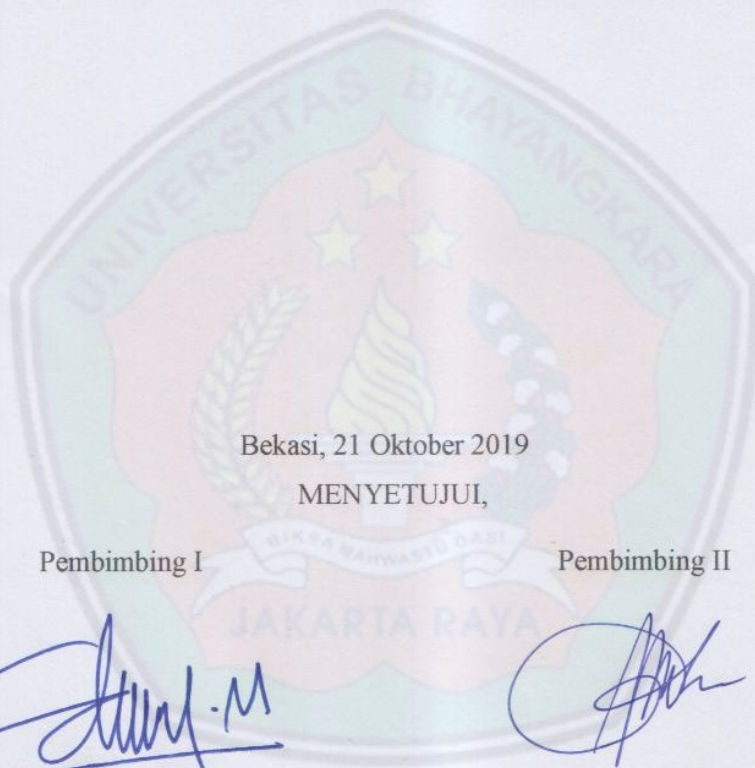 UNIVERSITAS BHAYANGKARA
Bekasi, 21 Oktober 2019
MENYETUJUI,
Pembimbing I
Pembimbing II
JAKARTA RAYA